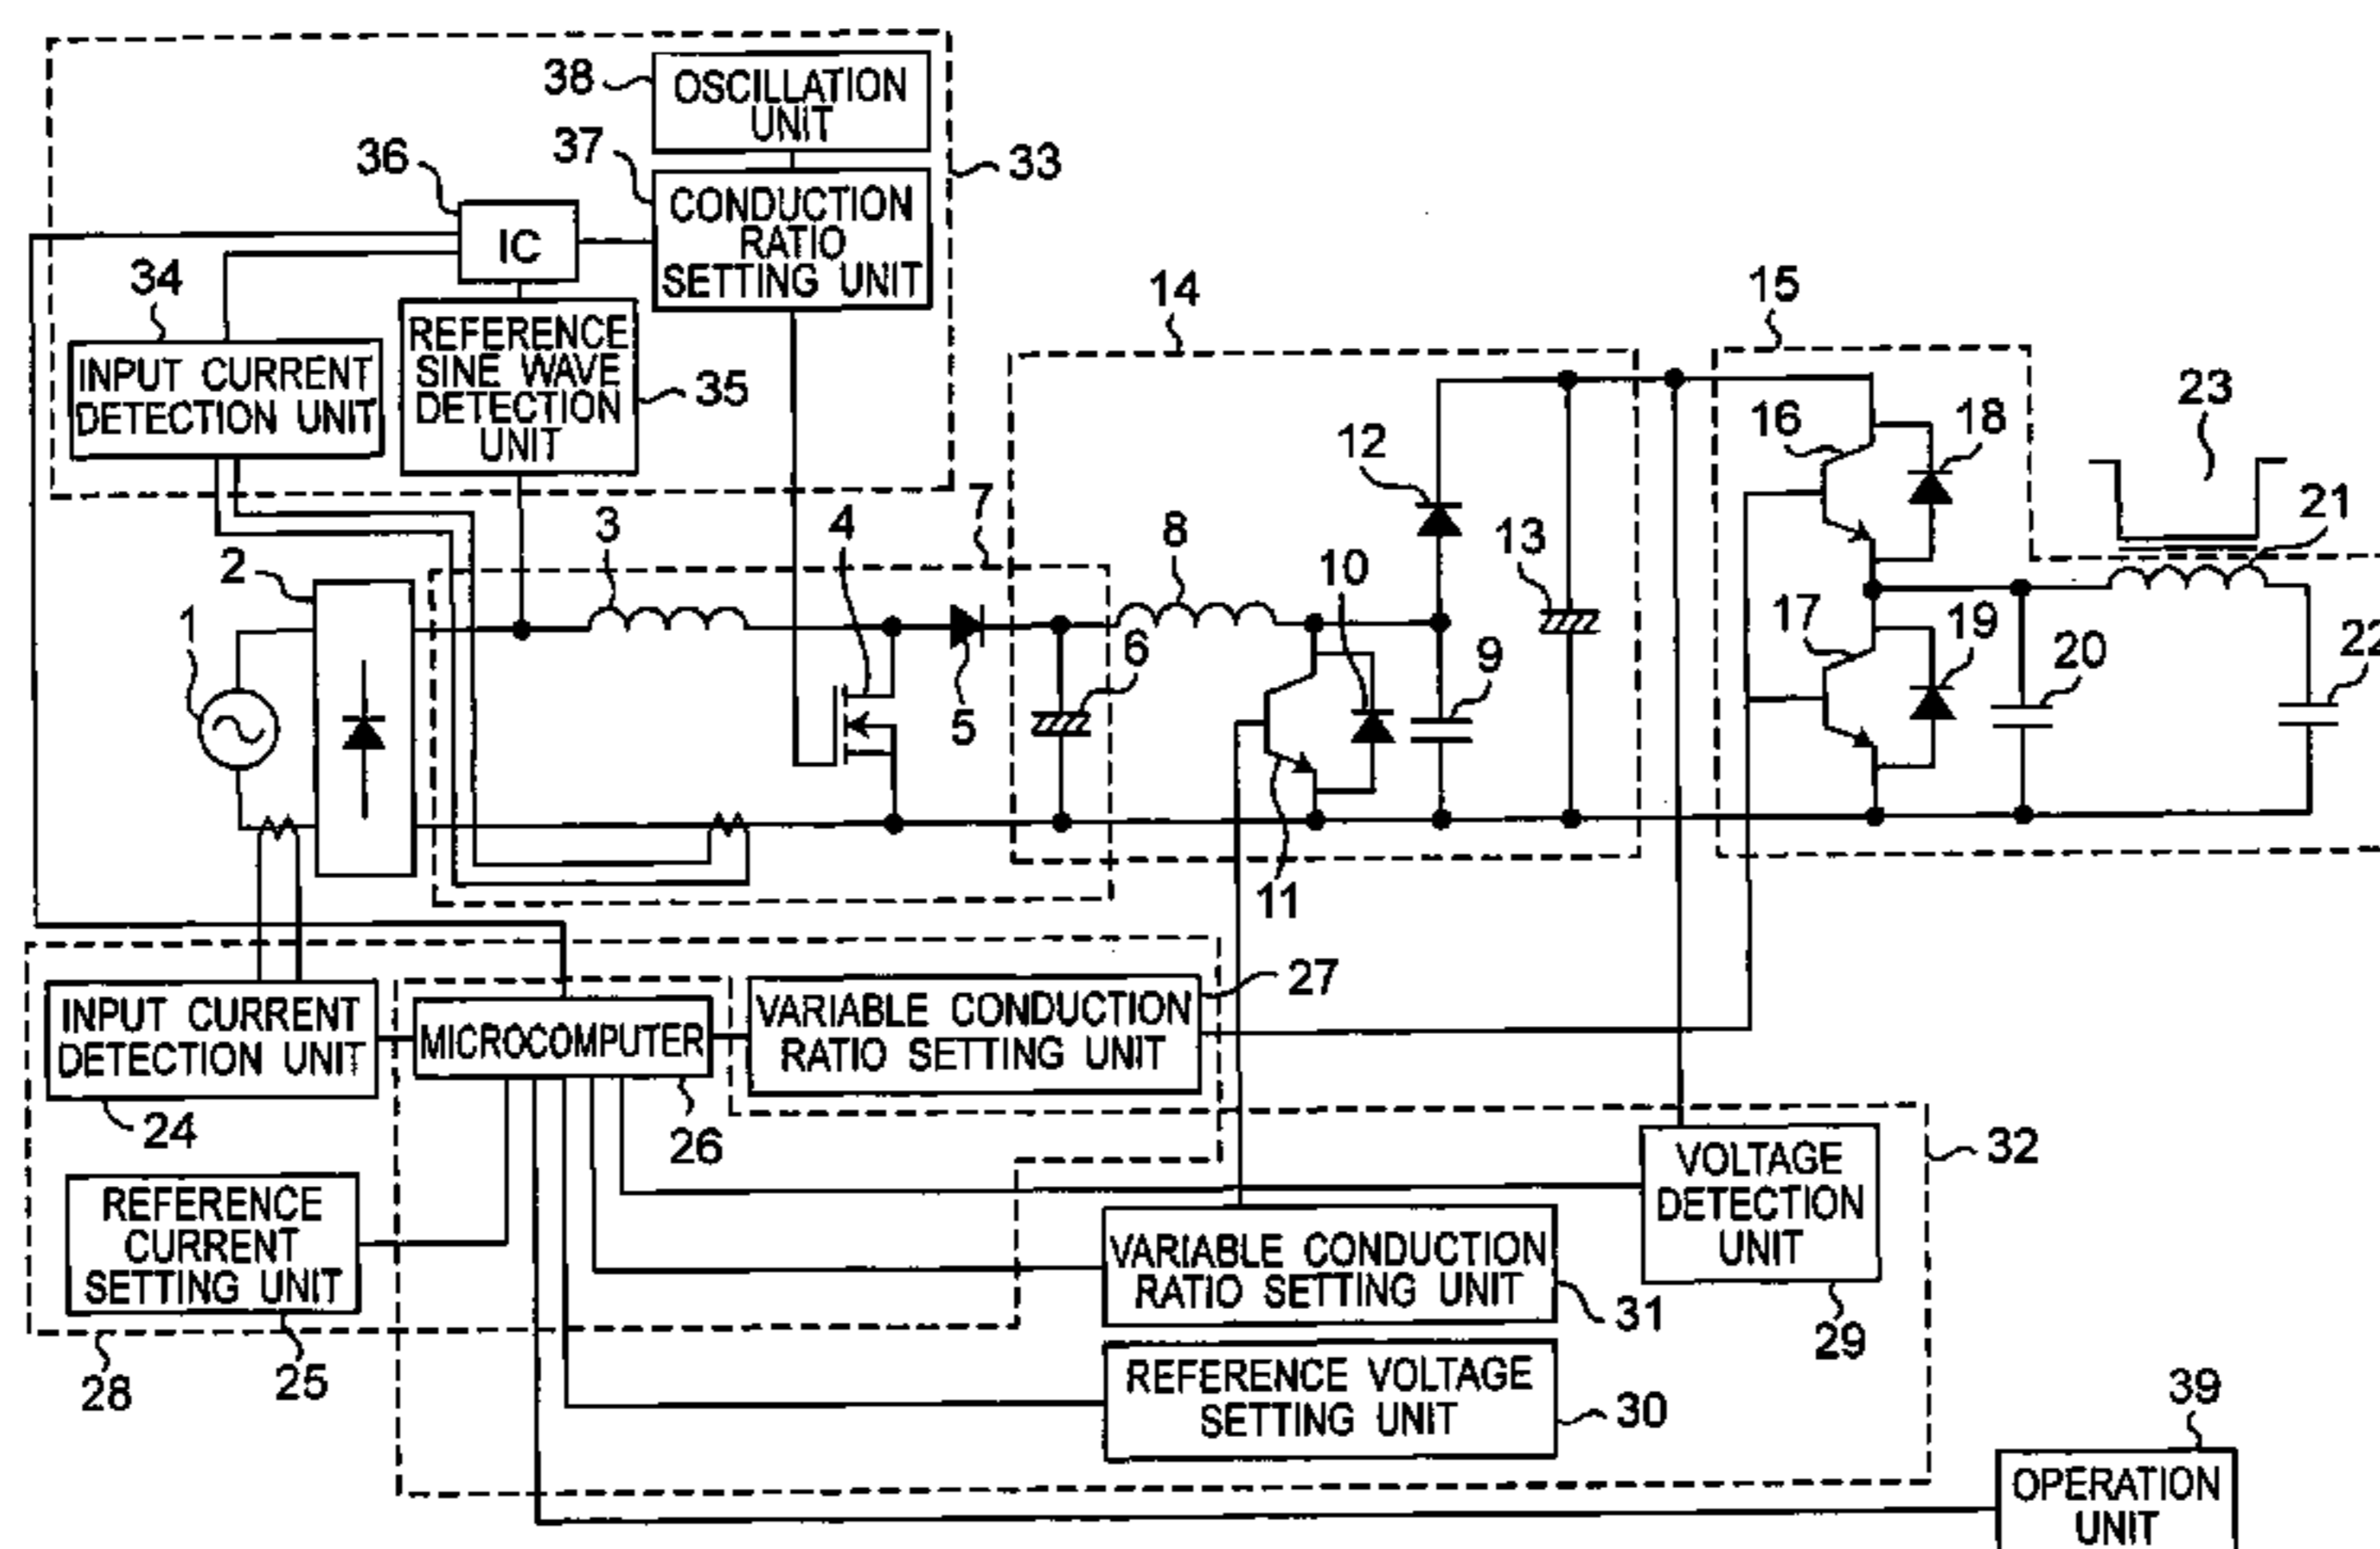 38
OSCILLATION
UNIT
36
37
33
CONDUCTION
RATIO
SETTING UNIT
IC
34
INPUT CURRENT
DETECTION UNIT
REFERENCE
SINE WAVE
DETECTION
UNIT
35
14
15
23
16
18
12
21
7
4
3
8
13
10
2
1
17
19
6
9
20
22
5
11
27
INPUT CURRENT
DETECTION UNIT
MICROCOMPUTER
VARIABLE CONDUCTION
RATIO SETTING UNIT
24
26
32
VOLTAGE
DETECTION
UNIT
REFERENCE
CURRENT
SETTING UNIT
VARIABLE CONDUCTION
RATIO SETTING UNIT
31
29
28
25
REFERENCE VOLTAGE
SETTING UNIT
30
39
OPERATION
UNIT